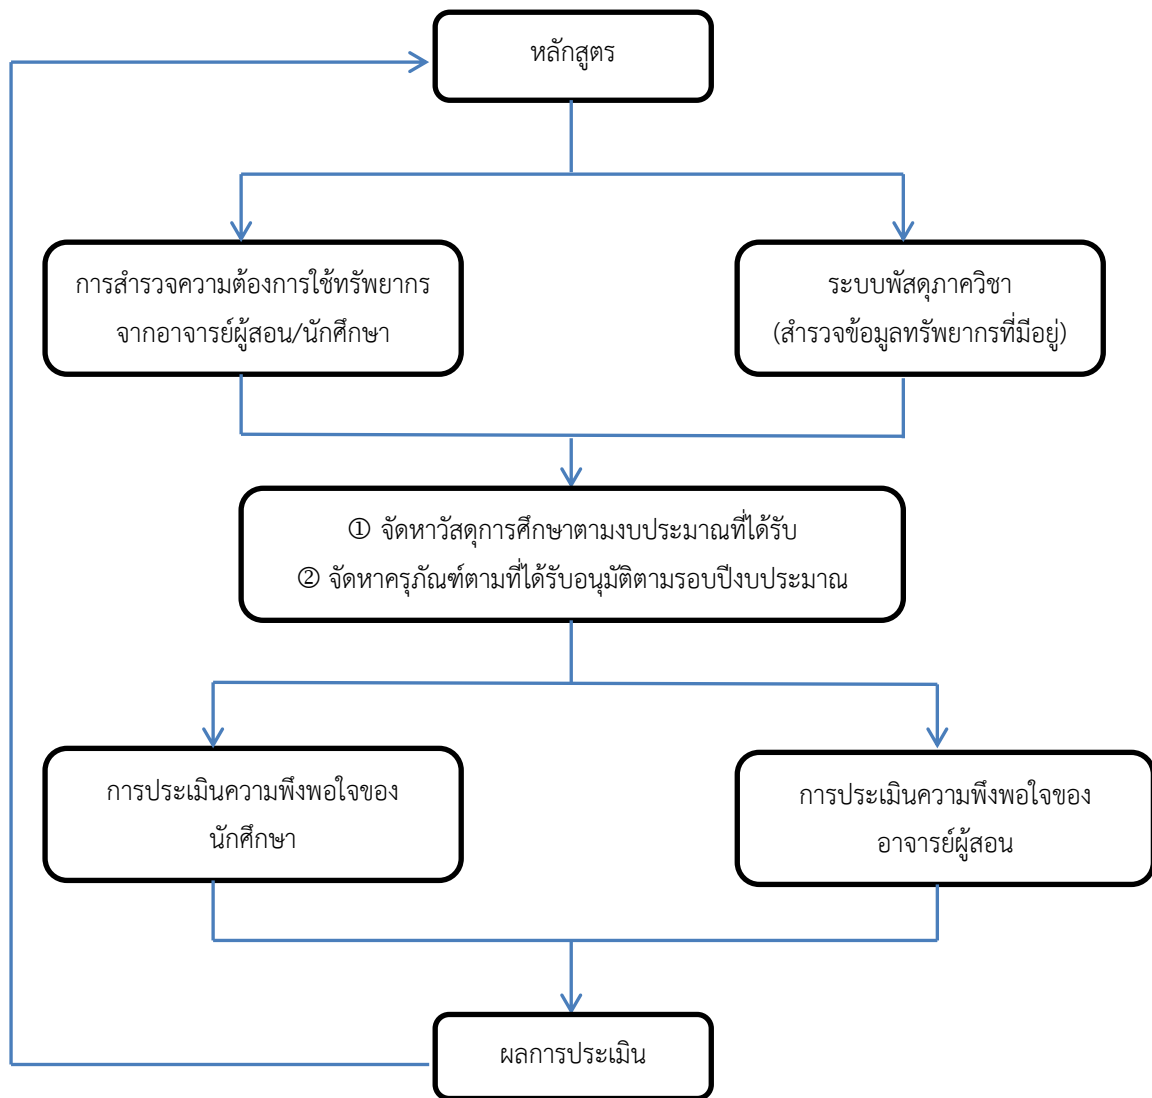 หลักสูตร
การสำรวจความต้องการใช้ทรัพยากร
จากอาจารย์ผู้สอน/นักศึกษา
ระบบพัสดุภาควิชา
(สำรวจข้อมูลทรัพยากรที่มีอยู่)
① จัดหาวัสดุการศึกษาตามงบประมาณที่ได้รับ
② จัดหาครุภัณฑ์ตามที่ได้รับอนุมัติตามรอบปีงบประมาณ
การประเมินความพึงพอใจของ
นักศึกษา
การประเมินความพึงพอใจของ
อาจารย์ผู้สอน
ผลการประเมิน